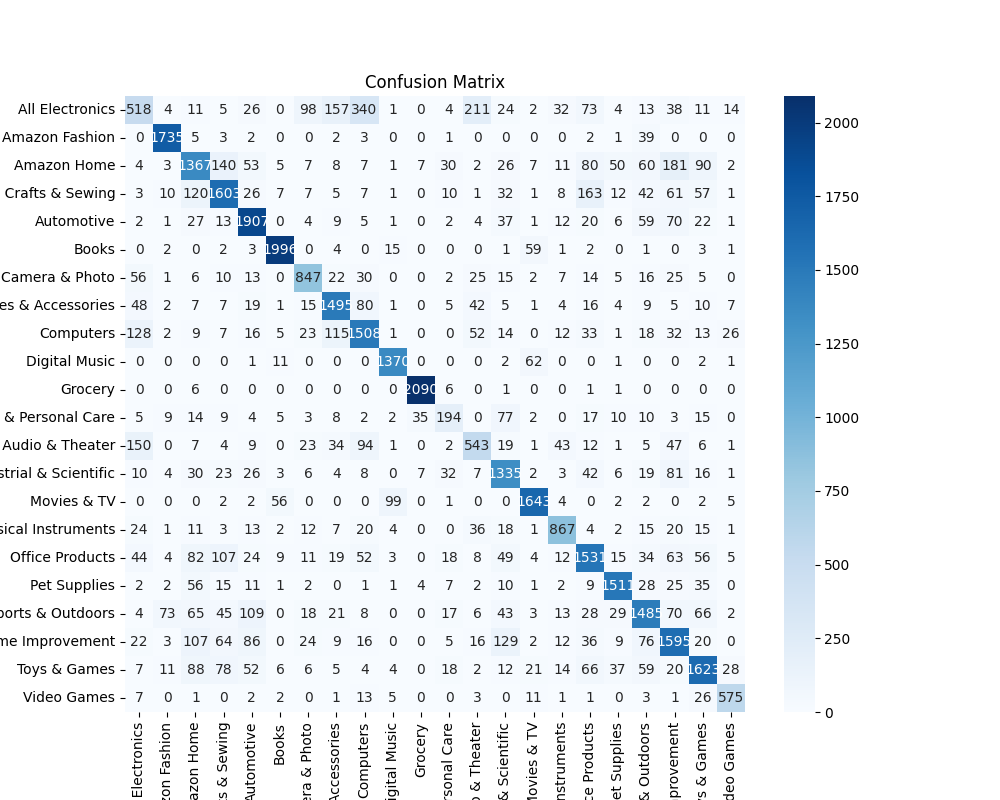 Confusion Matrix
All Electronics 518 4 11 5 26 0 98 157 340 1 0 4 211 24 2 32 73 4 13 38 11 14
Amazon Fashion 0 1735 5 3 2 0 0 2 3 0 0 1 0 0 0 0 2 1 39 0 0 0
Amazon Home 4 3 1367 140 53 5 7 8 7 1 7 30 2 26 7 11 80 50 60 181 90 2
Crafts & Sewing 3 10 120 1603 26 7 7 5 7 1 0 10 1 32 1 8 163 12 42 61 57 1
Automotive 2 1 27 13 1907 0 4 9 5 1 0 2 4 37 1 12 20 6 59 70 22 1
Books 0 2 0 2 3 1996 0 4 0 15 0 0 0 1 59 1 2 0 1 0 3 1
Camera & Photo 56 1 6 10 13 0 847 22 30 0 0 2 25 15 2 7 14 5 16 25 5 0
es & Accessories 48 2 7 7 19 1 15 1495 80 1 0 5 42 5 1 4 16 4 9 5 10 7
Computers 128 2 9 7 16 5 23 115 1508 1 0 0 52 14 0 12 33 1 18 32 13 26
Digital Music 0 0 0 0 1 11 0 0 0 1370 0 0 0 2 62 0 0 1 0 0 2 1
Grocery 0 0 6 0 0 0 0 0 0 0 2090 6 0 1 0 0 1 1 0 0 0 0
& Personal Care 5 9 14 9 4 5 3 8 2 2 35 194 0 77 2 0 17 10 10 3 15 0
Audio & Theater 150 0 7 4 9 0 23 34 94 1 0 2 543 19 1 43 12 1 5 47 6 1
strial & Scientific 10 4 30 23 26 3 6 4 8 0 7 32 7 1335 2 3 42 6 19 81 16 1
Movies & TV 0 0 0 2 2 56 0 0 0 99 0 1 0 0 1643 4 0 2 2 0 2 5
sical Instruments 24 1 11 3 13 2 12 7 20 4 0 0 36 18 1 867 4 2 15 20 15 1
Office Products 44 4 82 107 24 9 11 19 52 3 0 18 8 49 4 12 1531 15 34 63 56 5
Pet Supplies 2 2 56 15 11 1 2 0 1 1 4 7 2 10 1 2 9 1511 28 25 35 0
ports & Outdoors 4 73 65 45 109 0 18 21 8 0 0 17 6 43 3 13 28 29 1485 70 66 2
me Improvement 22 3 107 64 86 0 24 9 16 0 0 5 16 129 2 12 36 9 76 1595 20 0
Toys & Games 7 11 88 78 52 6 6 5 4 4 0 18 2 12 21 14 66 37 59 20 1623 28
Video Games 7 0 1 0 2 2 0 1 13 5 0 0 3 0 11 1 1 0 3 1 26 575
Electronics
zon Fashion
azon Home
s & Sewing
Automotive
Books
era & Photo
Accessories
Computers
igital Music
Grocery
rsonal Care
o & Theater
& Scientific
Movies & TV
nstruments
ce Products
et Supplies
& Outdoors
provement
ys & Games
deo Games
2000
1750
1500
1250
1000
750
500
250
0